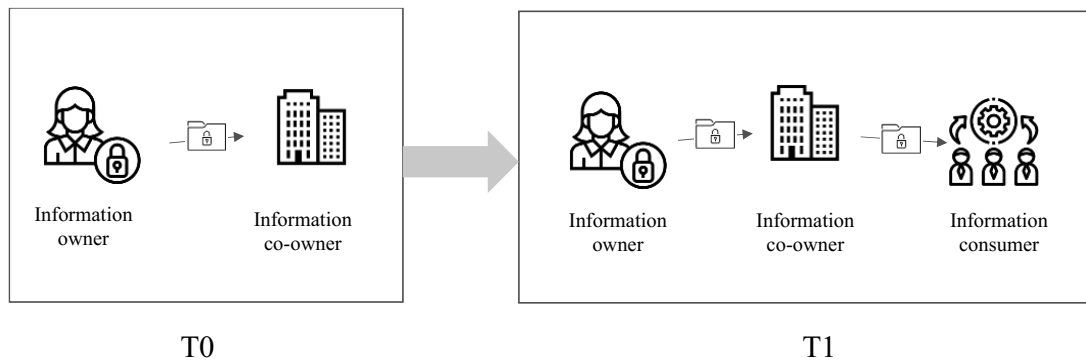 Information
owner
Information
co-owner
T0
Information
owner
Information
co-owner
Information
consumer
T1